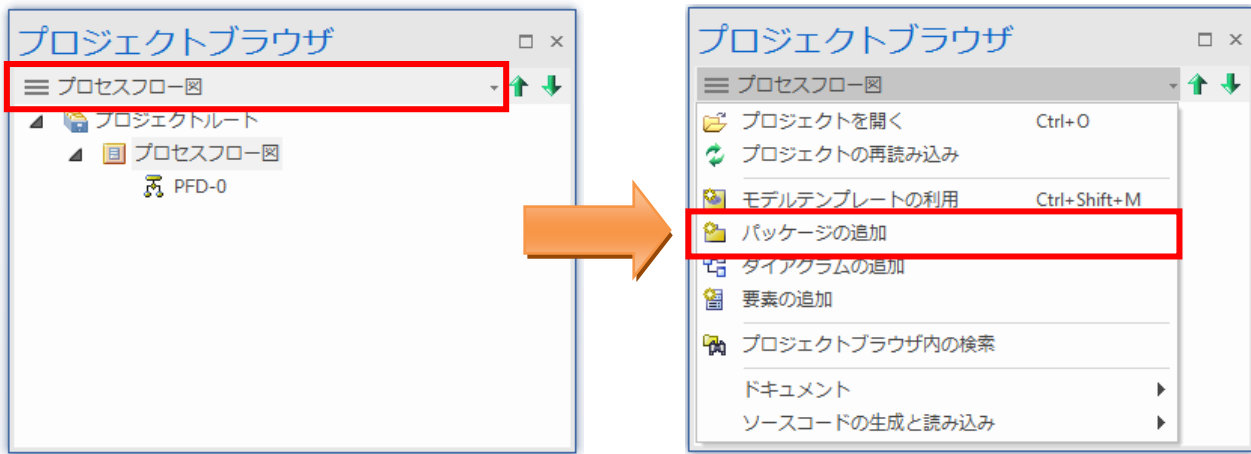 プロジェクトブラウザ
プロセスフロー図
プロジェクトルート
プロセスフロー図
PFD-0
プロジェクトブラウザ
プロセスフロー図
プロジェクトを開く Ctrl+O
プロジェクトの再読み込み
モデルテンプレートの利用 Ctrl+Shift+M
パッケージの追加
ダイアグラムの追加
要素の追加
プロジェクトブラウザ内の検索
ドキュメント
ソースコードの生成と読み込み